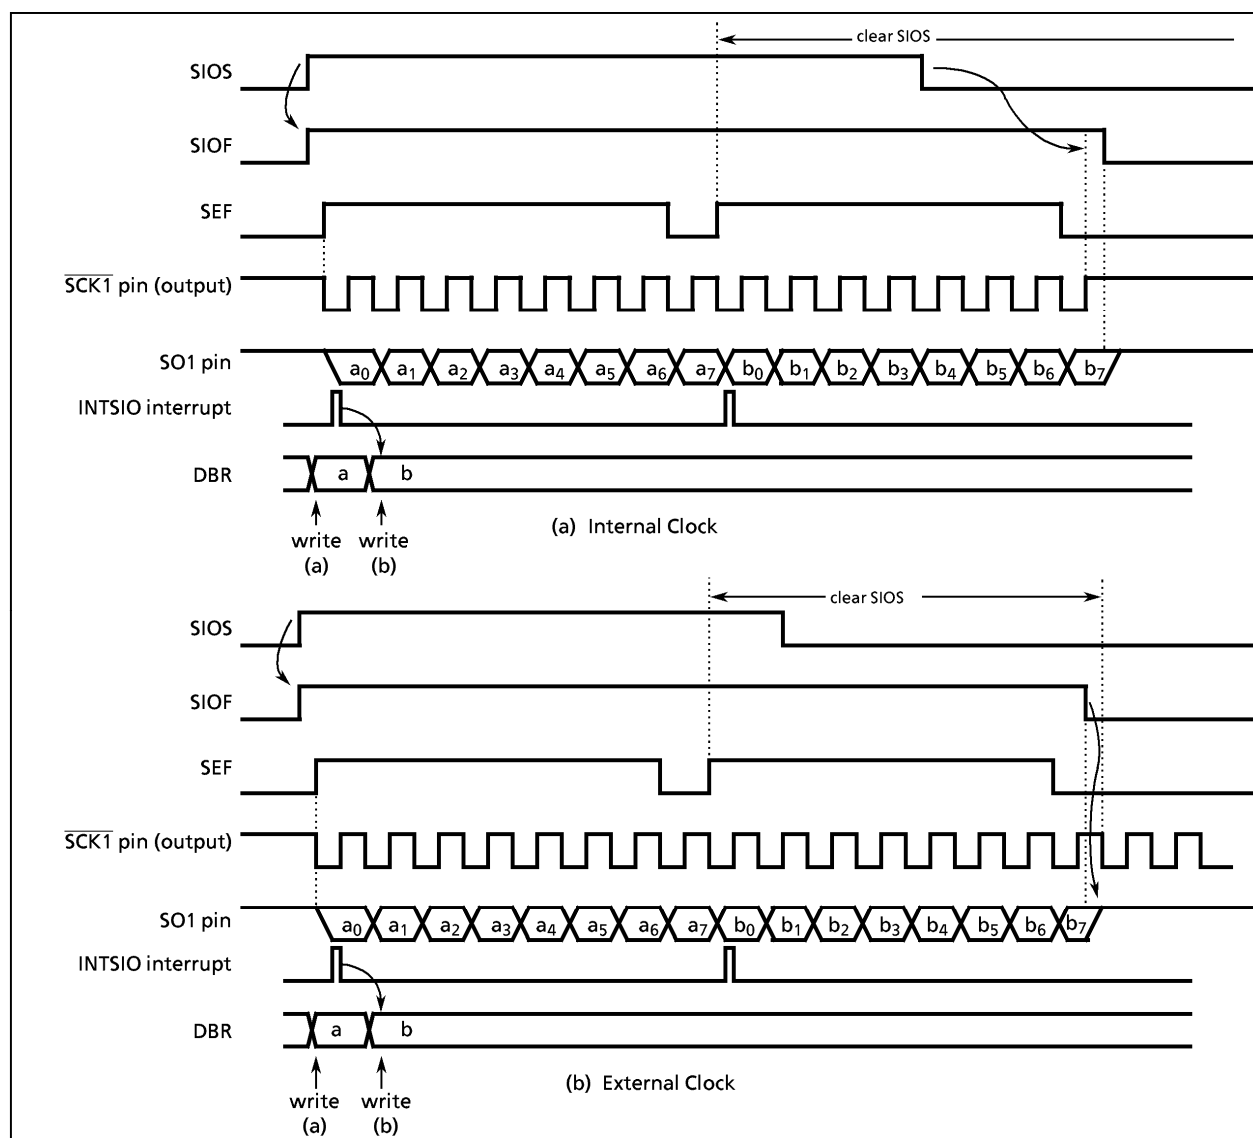 clear SIOS
SIOS
SIOF
SEF
SCK1 pin (output)
SO1 pin a0 a1 a2 a3 a4 a5 a6 a7 b0 b1 b2 b3 b4 b5 b6 b7
INTSIO interrupt
DBR a b
write (a) write (b)
(a) Internal Clock
clear SIOS
SIOS
SIOF
SEF
SCK1 pin (output)
SO1 pin a0 a1 a2 a3 a4 a5 a6 a7 b0 b1 b2 b3 b4 b5 b6 b7
INTSIO interrupt
DBR a b
write (a) write (b)
(b) External Clock